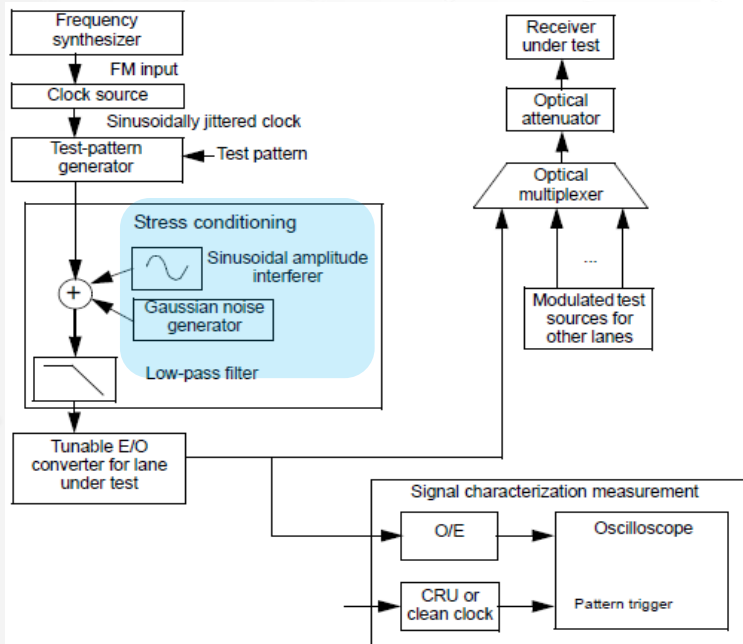 Frequency
synthesizer
FM input
Clock source
Sinusoidally jittered clock
Test-pattern
generator
Test pattern
Stress conditioning
Sinusoidal amplitude
interferer
+
Gaussian noise
generator
Low-pass filter
Tunable E/O
converter for lane
under test
Receiver
under test
Optical
attenuator
Optical
multiplexer
...
Modulated test
sources for
other lanes
Signal characterization measurement
O/E
Oscilloscope
CRU or
clean clock
Pattern trigger